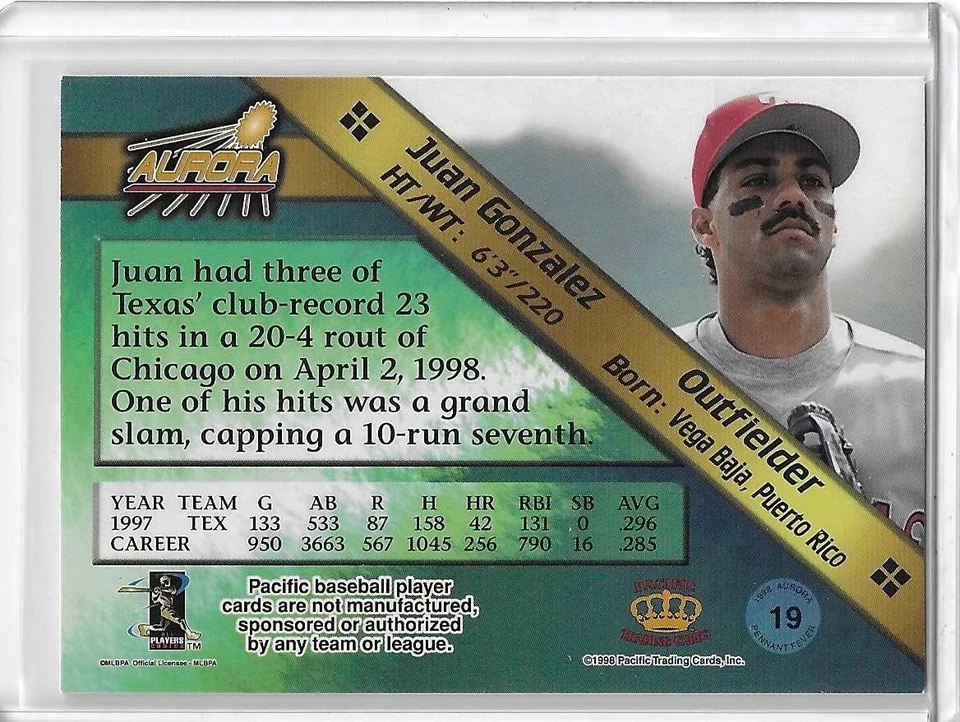 AURORA
Juan Gonzalez
HT/WT: 6'3"/220
Outfielder
Born: Vega Baja, Puerto Rico
Juan had three of
Texas' club-record 23
hits in a 20-4 rout of
Chicago on April 2, 1998.
One of his hits was a grand
slam, capping a 10-run seventh.
YEAR TEAM G AB R H HR RBI SB AVG
1997 TEX 133 533 87 158 42 131 0 .296
CAREER 950 3663 567 1045 256 790 16 .285
PLAYERS
CHOICE
TM
©MLBPA Official Licensee - MLBPA
Pacific baseball player
cards are not manufactured,
sponsored or authorized
by any team or league.
PACIFIC
TRADING CARDS
©1998 Pacific Trading Cards, Inc.
1998 AURORA
19
PENNANT FEVER